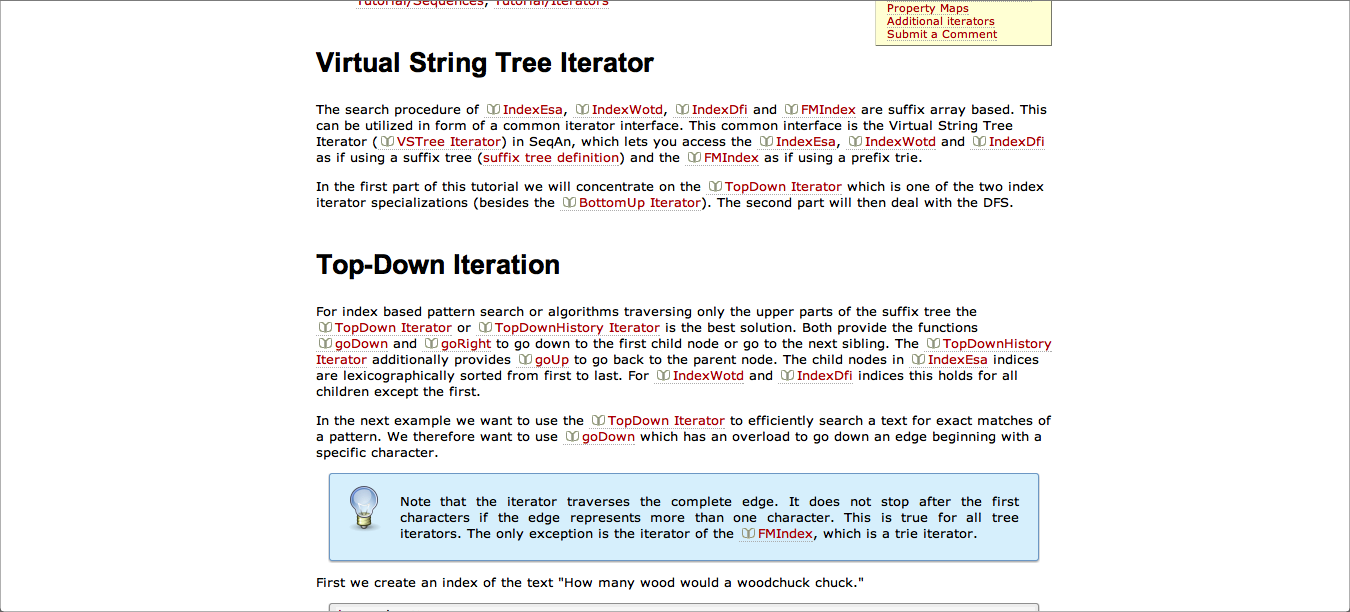 Tutorial/Sequences, Tutorial/Iterators
Property Maps
Additional iterators
Submit a Comment
Virtual String Tree Iterator
The search procedure of IndexEsa, IndexWotd, IndexDfi and FMIndex are suffix array based. This
can be utilized in form of a common iterator interface. This common interface is the Virtual String Tree
Iterator ( VSTree Iterator) in SeqAn, which lets you access the IndexEsa, IndexWotd and IndexDfi
as if using a suffix tree (suffix tree definition) and the FMIndex as if using a prefix trie.
In the first part of this tutorial we will concentrate on the TopDown Iterator which is one of the two index
iterator specializations (besides the BottomUp Iterator). The second part will then deal with the DFS.
Top-Down Iteration
For index based pattern search or algorithms traversing only the upper parts of the suffix tree the
TopDown Iterator or TopDownHistory Iterator is the best solution. Both provide the functions
goDown and goRight to go down to the first child node or go to the next sibling. The TopDownHistory
Iterator additionally provides goUp to go back to the parent node. The child nodes in IndexEsa indices
are lexicographically sorted from first to last. For IndexWotd and IndexDfi indices this holds for all
children except the first.
In the next example we want to use the TopDown Iterator to efficiently search a text for exact matches of
a pattern. We therefore want to use goDown which has an overload to go down an edge beginning with a
specific character.
Note that the iterator traverses the complete edge. It does not stop after the first
characters if the edge represents more than one character. This is true for all tree
iterators. The only exception is the iterator of the FMIndex, which is a trie iterator.
First we create an index of the text "How many wood would a woodchuck chuck."